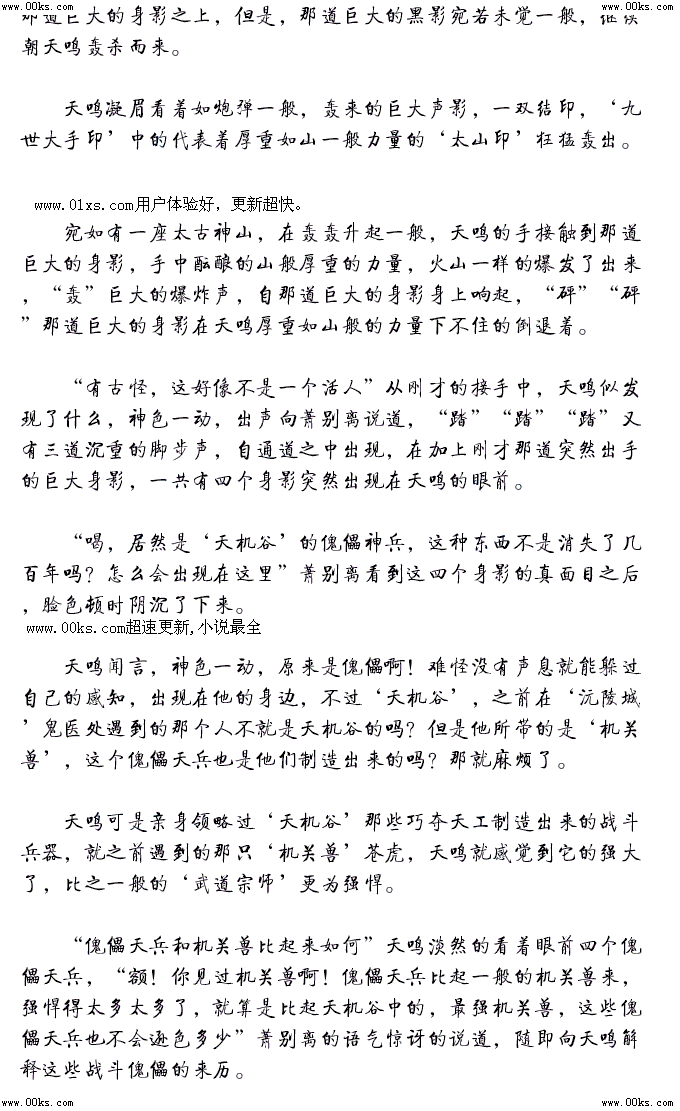 www.00ks.com www.00ks.com
那道巨大的身影之上，但是，那道巨大的黑影宛若未觉一般，继续
朝天鸣轰杀而来。
天鸣凝眉看着如炮弹一般，轰来的巨大声影，一双结印，‘九
世大手印’中的代表着厚重如山一般力量的‘太山印’狂猛轰出。
www.01xs.com用户体验好，更新超快。
宛如有一座太古神山，在轰轰升起一般，天鸣的手接触到那道
巨大的身影，手中酝酿的山般厚重的力量，火山一样的爆发了出来
，“轰”巨大的爆炸声，自那道巨大的身影身上响起，“砰”“砰
”那道巨大的身影在天鸣厚重如山般的力量下不住的倒退着。
“有古怪，这好像不是一个活人”从刚才的接手中，天鸣似发
现了什么，神色一动，出声向萧别离说道，“踏”“踏”“踏”又
有三道沉重的脚步声，自通道之中出现，在加上刚才那道突然出手
的巨大身影，一共有四个身影突然出现在天鸣的眼前。
“喝，居然是‘天机谷’的傀儡神兵，这种东西不是消失了几
百年吗？怎么会出现在这里”萧别离看到这四个身影的真面目之后
，脸色顿时阴沉了下来。
www.00ks.com超速更新,小说最全
天鸣闻言，神色一动，原来是傀儡啊！难怪没有声息就能躲过
自己的感知，出现在他的身边，不过‘天机谷’，之前在‘沅陵城
’鬼医处遇到的那个人不就是天机谷的吗？但是他所带的是‘机关
兽’，这个傀儡天兵也是他们制造出来的吗？那就麻烦了。
天鸣可是亲身领略过‘天机谷’那些巧夺天工制造出来的战斗
兵器，就之前遇到的那只‘机关兽’苍虎，天鸣就感觉到它的强大
了，比之一般的‘武道宗师’更为强悍。
“傀儡天兵和机关兽比起来如何”天鸣淡然的看着眼前四个傀
儡天兵，“额！你见过机关兽啊！傀儡天兵比起一般的机关兽来，
强悍得太多太多了，就算是比起天机谷中的，最强机关兽，这些傀
儡天兵也不会逊色多少”萧别离的语气惊讶的说道，随即向天鸣解
释这些战斗傀儡的来历。
www.00ks.com www.00ks.com